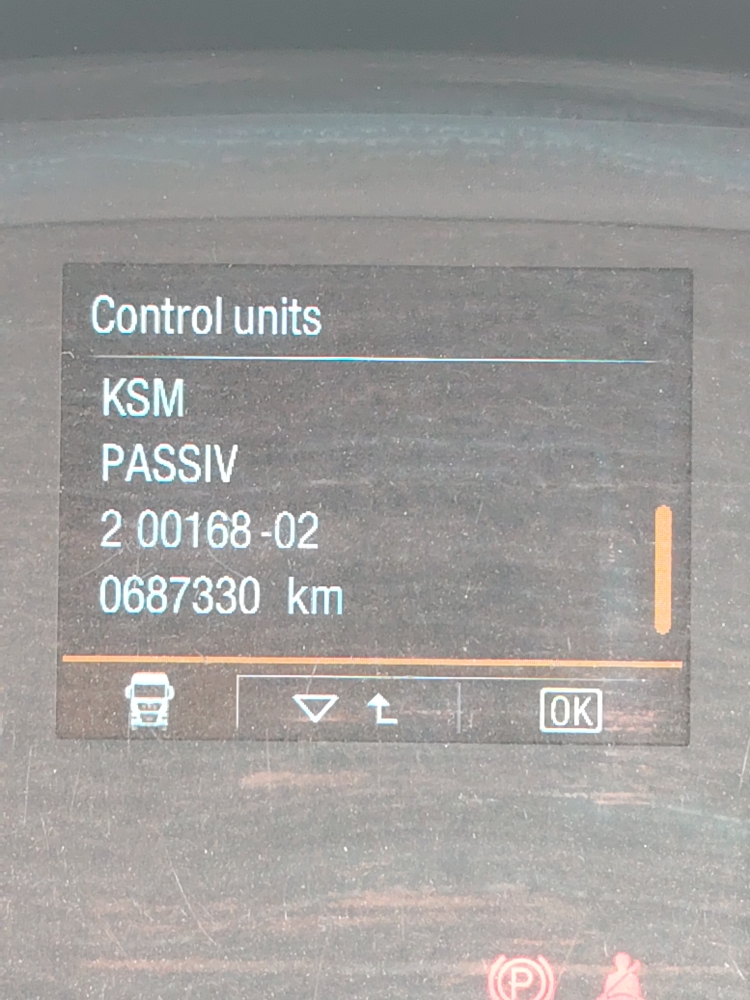 Control units
KSM
PASSIV
2 00168 -02
0687330 km
OK
P